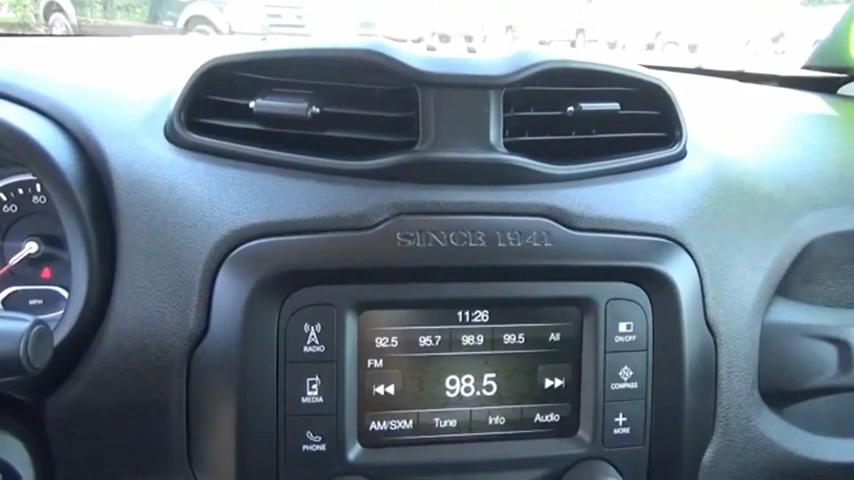 SINCE 1941
11:26
92.5 95.7 98.9 99.5 All
FM
98.5
AM/SXM Tune Info Audio
RADIO
MEDIA
PHONE
ON/OFF
COMPASS
MORE
60 80
MPH